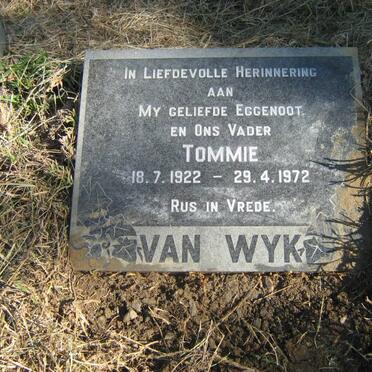 In Liefdevolle Herinnering
aan
My geliefde Eggenoot
en Ons Vader
TOMMIE
18.7.1922 – 29.4.1972
Rus in Vrede.
VAN WYK